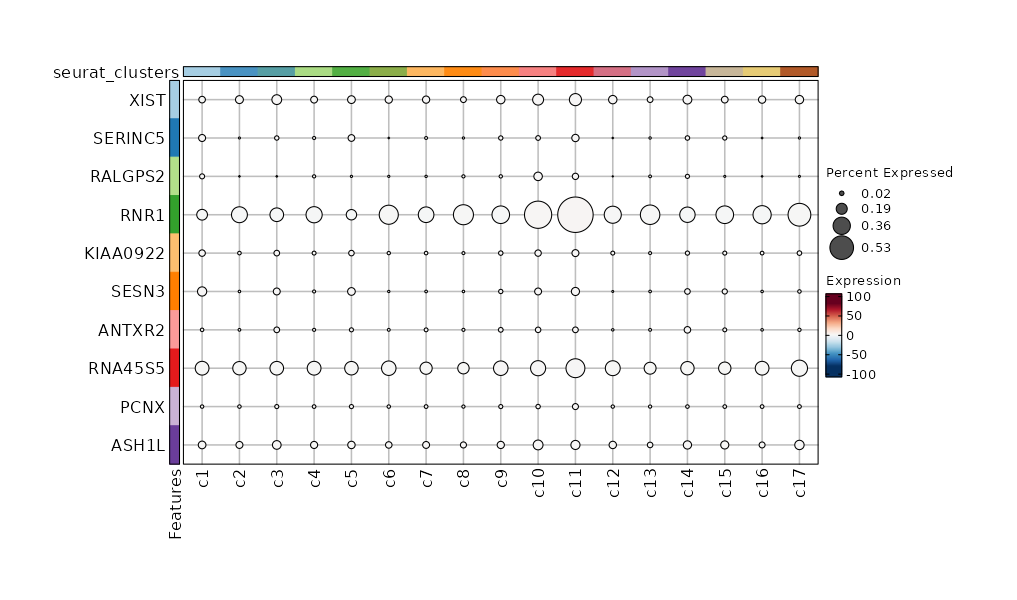 seurat_clusters
XIST
SERINC5
RALGPS2
RNR1
KIAA0922
SESN3
ANTXR2
RNA45S5
PCNX
ASH1L
Features
c1 c2 c3 c4 c5 c6 c7 c8 c9 c10 c11 c12 c13 c14 c15 c16 c17
Percent Expressed
0.02
0.19
0.36
0.53
Expression
100
50
0
-50
-100